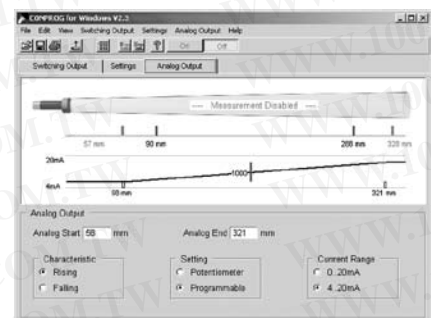 COMPROG for Windows V2.3
File Edit View Switching Output Settings Analog Output Help
On Off
Switching Output Settings Analog Output
---- Measurement Disabled ----
57 mm 90 mm 288 mm 328 mm
20mA
1000
4mA
58 mm 321 mm
Analog Output
Analog Start 58 mm Analog End 321 mm
Characteristic Setting Current Range
Rising Potentiometer 0..20mA
Falling Programmable 4..20mA